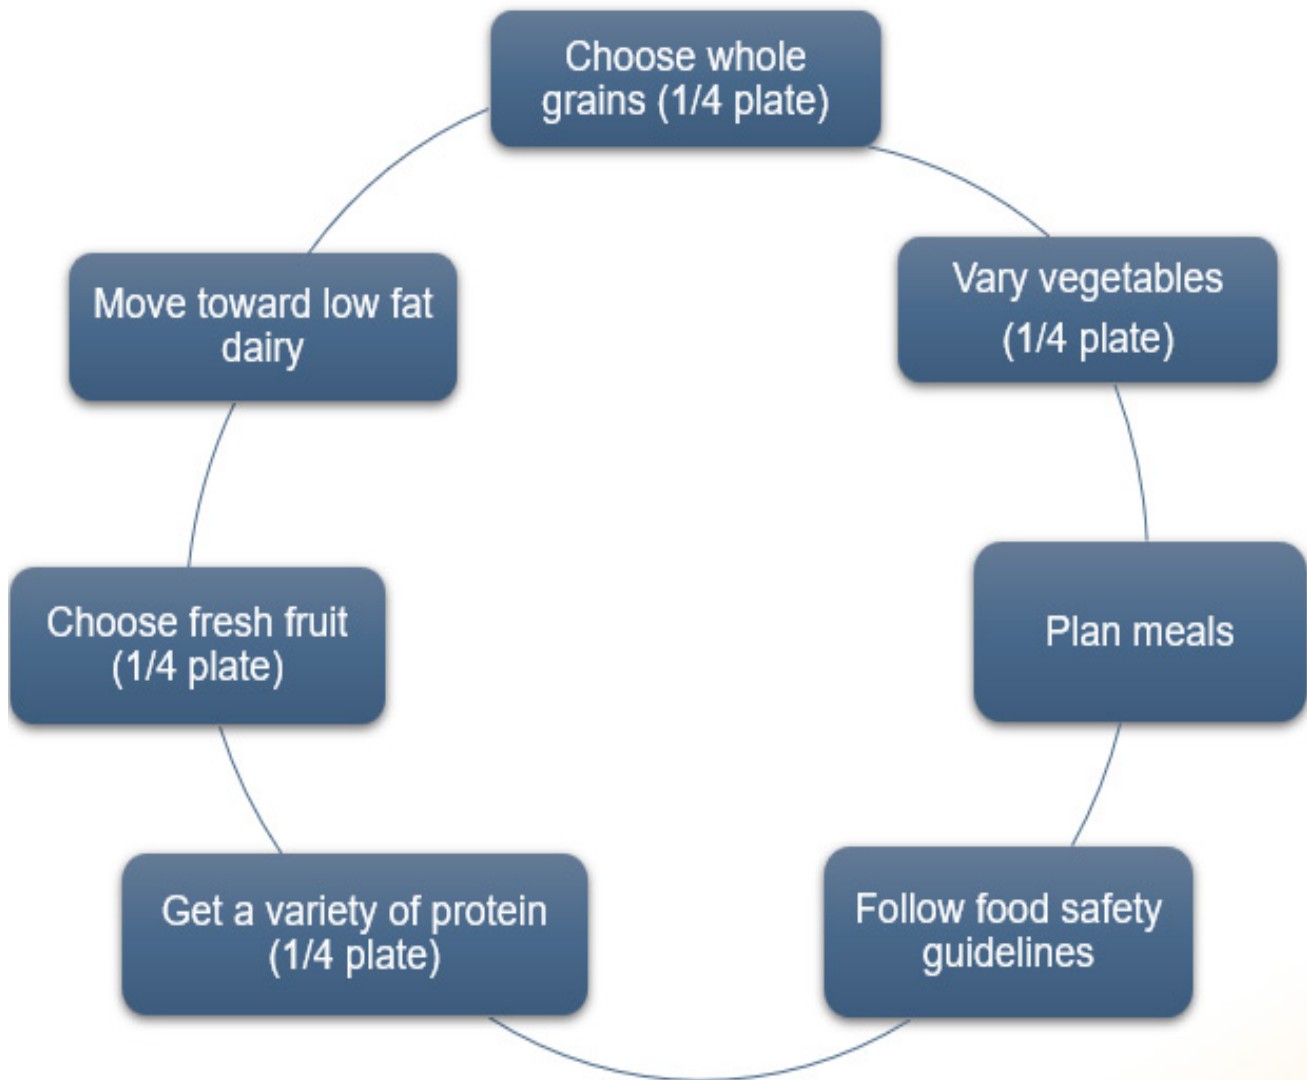 Choose whole
grains (1/4 plate)
Vary vegetables
(1/4 plate)
Plan meals
Follow food safety
guidelines
Get a variety of protein
(1/4 plate)
Choose fresh fruit
(1/4 plate)
Move toward low fat
dairy